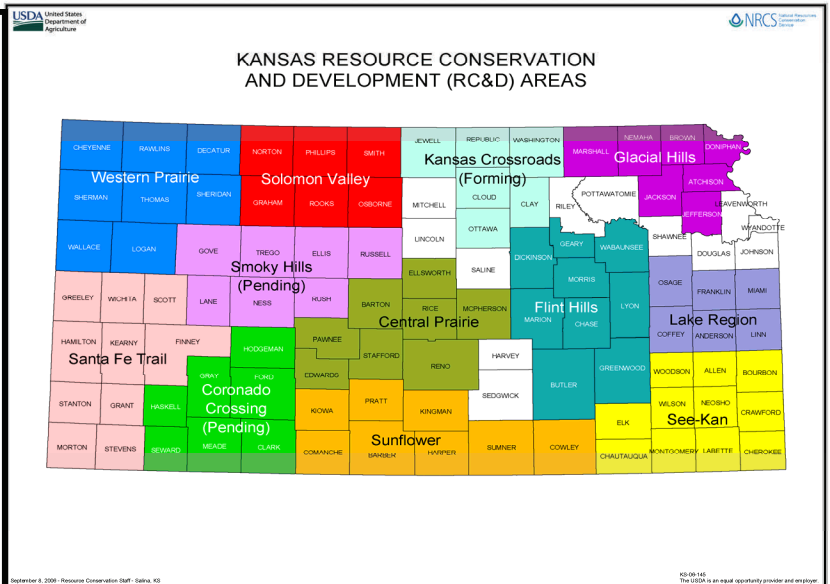 USDA United States
Department of
Agriculture
NRCS Natural Resources
Conservation
Service
KANSAS RESOURCE CONSERVATION
AND DEVELOPMENT (RC&D) AREAS
CHEYENNE RAWLINS DECATUR NORTON PHILLIPS SMITH JEWELL REPUBLIC WASHINGTON MARSHALL NEMAHA BROWN DONIPHAN
Western Prairie Solomon Valley Kansas Crossroads
(Forming) Glacial Hills
SHERMAN THOMAS SHERIDAN GRAHAM ROOKS OSBORNE MITCHELL CLOUD CLAY RILEY POTTAWATOMIE JACKSON ATCHISON JEFFERSON LEAVENWORTH WYANDOTTE
WALLACE LOGAN GOVE TREGO ELLIS RUSSELL LINCOLN OTTAWA SALINE DICKINSON GEARY WABAUNSEE SHAWNEE DOUGLAS JOHNSON
Smoky Hills
(Pending)
GREELEY WICHITA SCOTT LANE NESS RUSH BARTON ELLSWORTH RICE MCPHERSON MARION MORRIS CHASE LYON OSAGE FRANKLIN MIAMI
Central Prairie Flint Hills Lake Region
COFFEY ANDERSON LINN
HAMILTON KEARNY FINNEY HODGEMAN PAWNEE STAFFORD EDWARDS RENO HARVEY SEDGWICK BUTLER GREENWOOD WOODSON ALLEN BOURBON
Santa Fe Trail
GRAY FORD
Coronado
Crossing
(Pending)
STANTON GRANT HASKELL KIOWA PRATT KINGMAN ELK WILSON NEOSHO CRAWFORD
Sunflower See-Kan
MORTON STEVENS SEWARD MEADE CLARK COMANCHE BARBER HARPER SUMNER COWLEY CHAUTAUQUA MONTGOMERY LABETTE CHEROKEE
September 8, 2006 - Resource Conservation Staff - Salina, KS
KS-06-145
The USDA is an equal opportunity provider and employer.